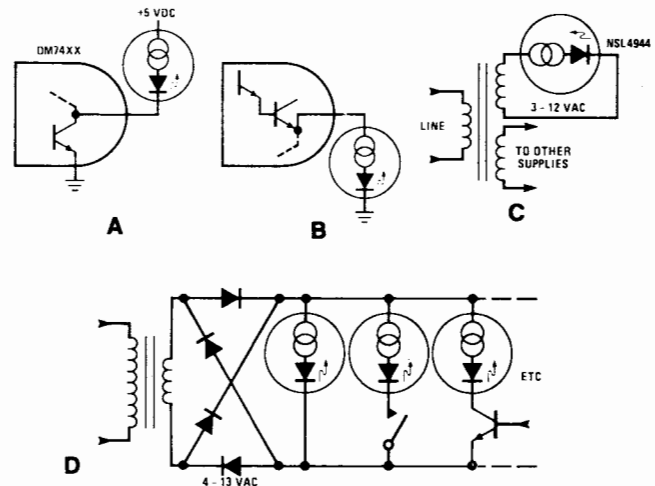 +5 VDC
DM74XX
NSL4944
3 - 12 VAC
LINE
TO OTHER
SUPPLIES
A
B
C
ETC
D
4 - 13 VAC